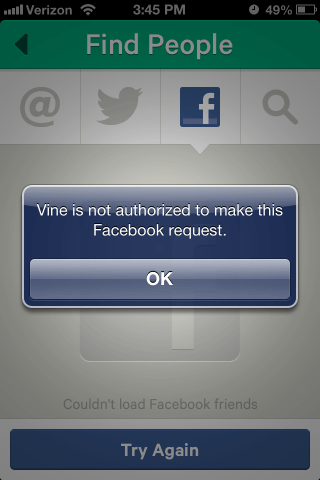 Verizon 3:45 PM 49%
Find People
@ f
Vine is not authorized to make this
Facebook request.
OK
Couldn't load Facebook friends
Try Again